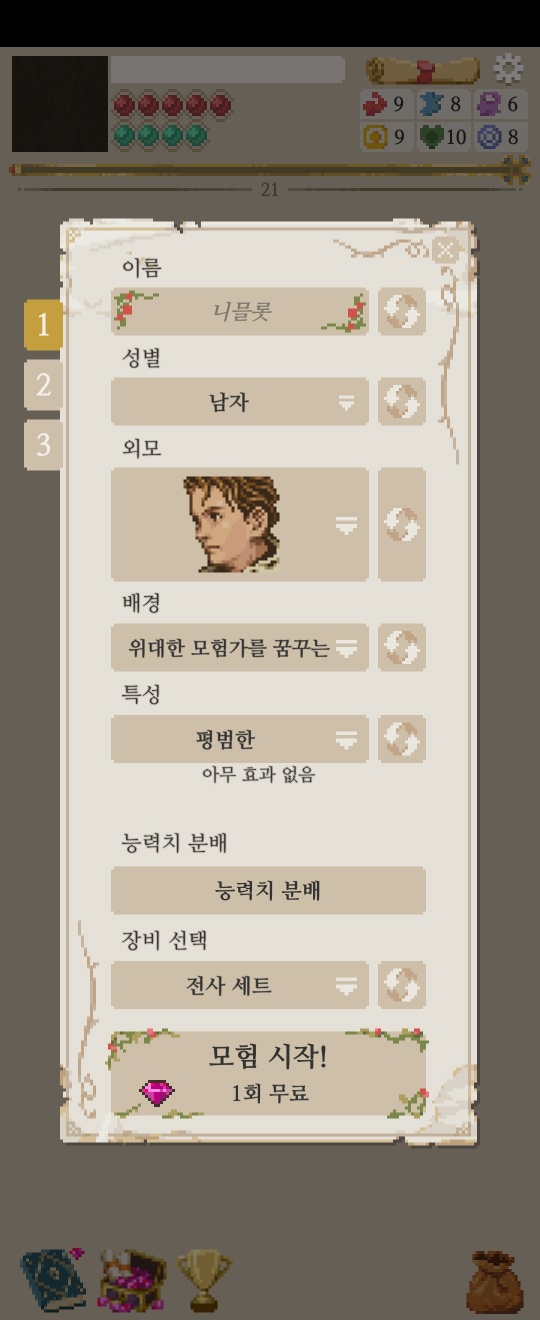 9 8 6
9 10 8
21
이름
니플롯
1
성별
남자
2
외모
3
배경
위대한 모험가를 꿈꾸는
특성
평범한
아무 효과 없음
능력치 분배
능력치 분배
장비 선택
전사 세트
모험 시작!
1회 무료